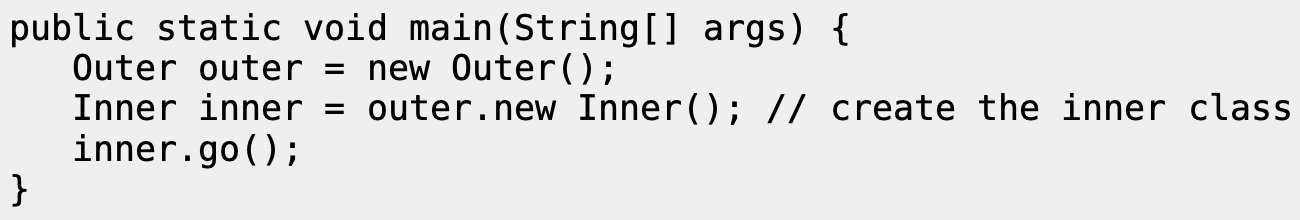 public static void main(String[] args) {
   Outer outer = new Outer();
   Inner inner = outer.new Inner(); // create the inner class
   inner.go();
}